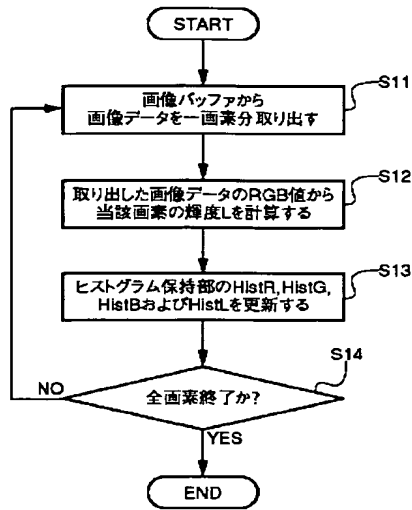 START
S11
画像バッファから
画像データを一画素分取り出す
S12
取り出した画像データのRGB値から
当該画素の輝度Lを計算する
S13
ヒストグラム保持部のHistR,HistG,
HistBおよびHistLを更新する
S14
全画素終了か?
NO
YES
END